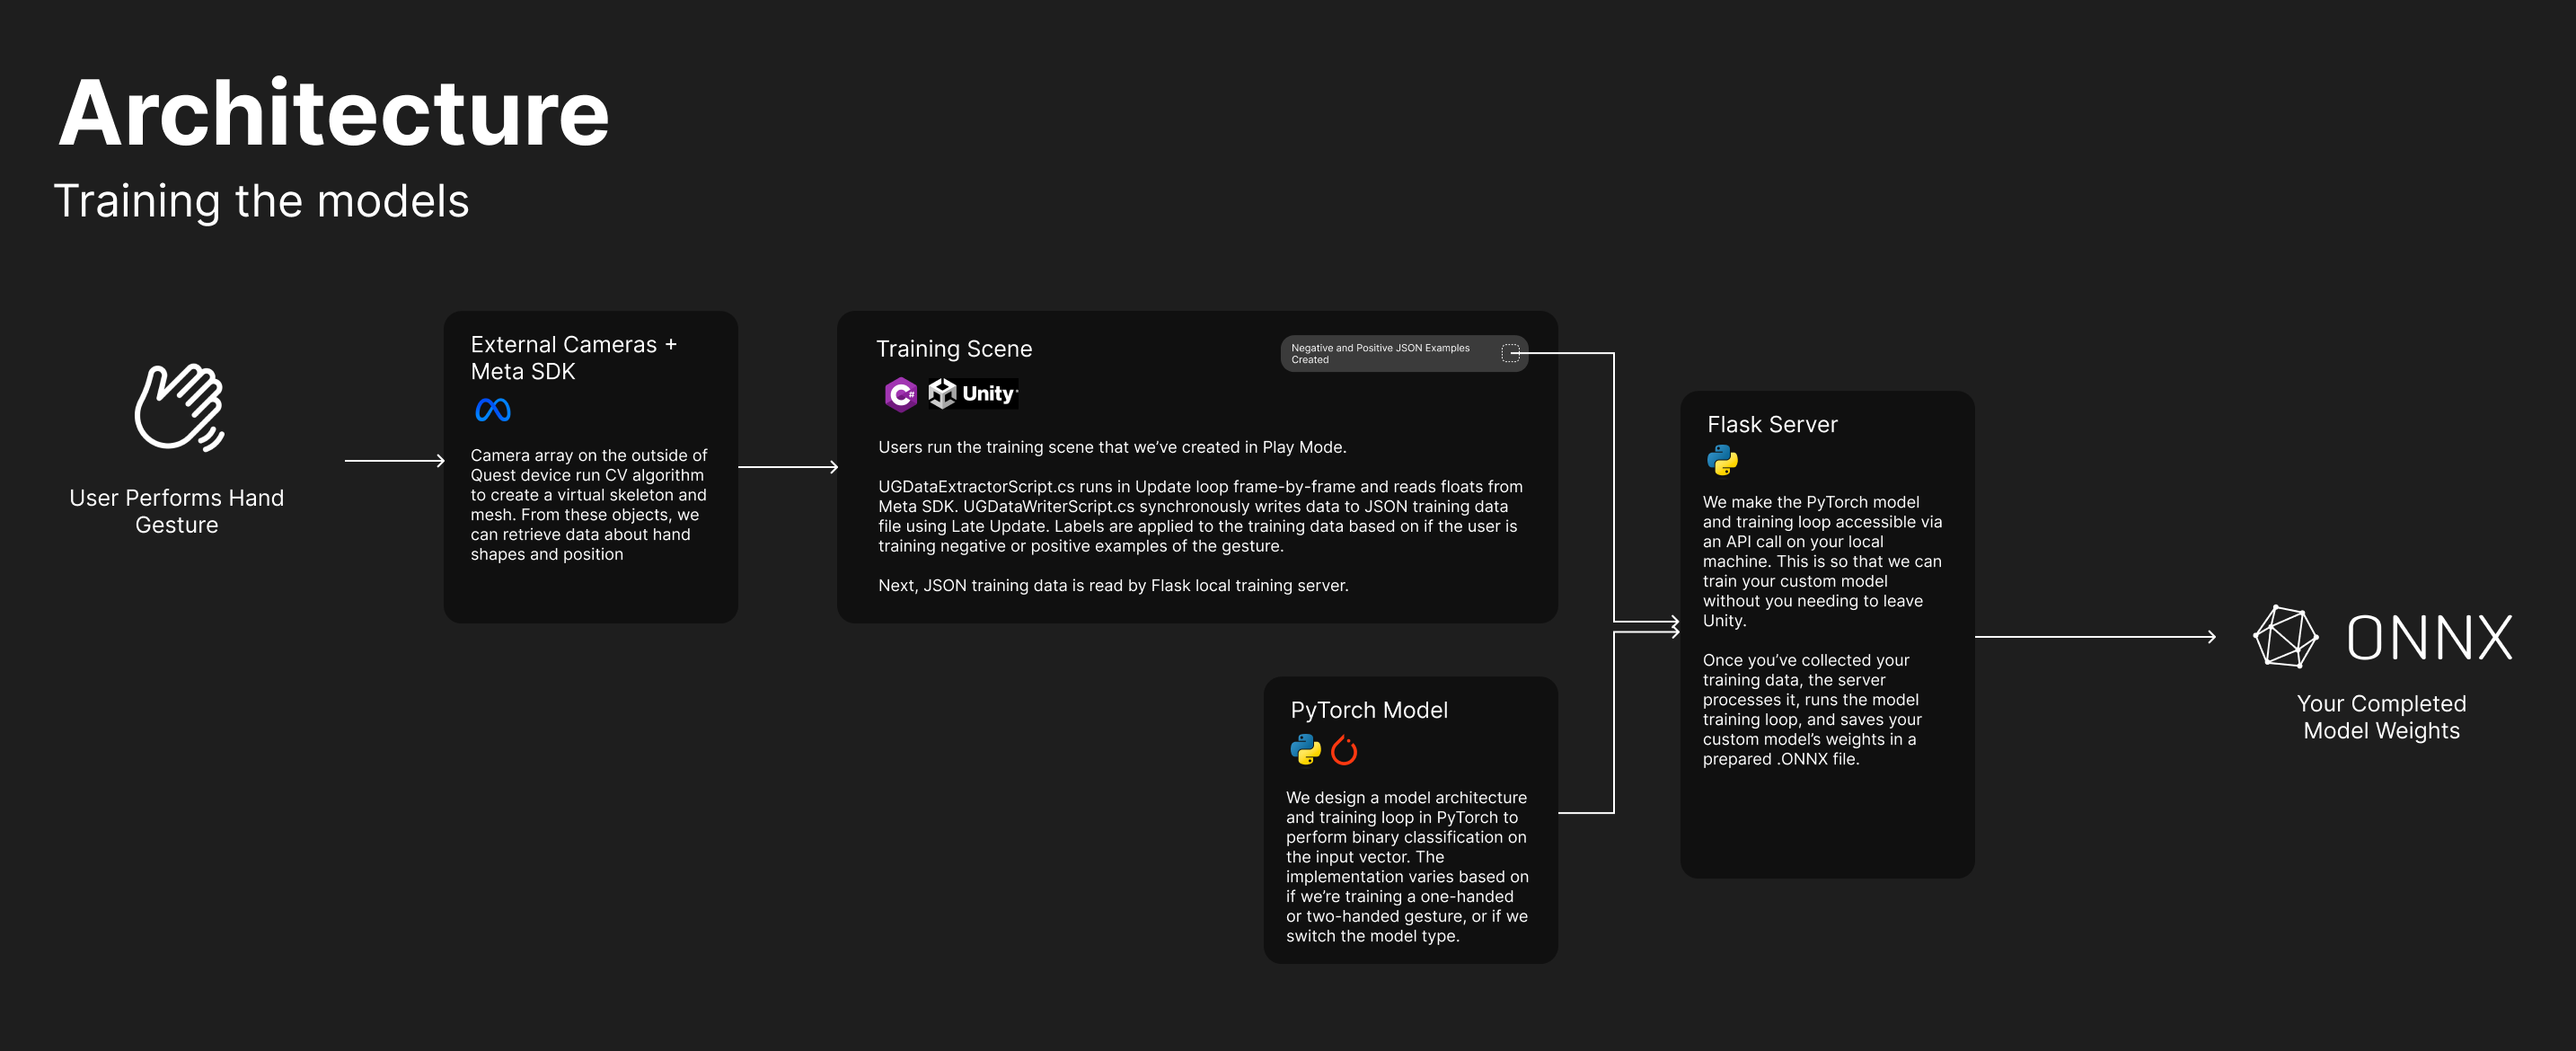 Architecture
Training the models
User Performs Hand
Gesture
External Cameras +
Meta SDK
Camera array on the outside of
Quest device run CV algorithm
to create a virtual skeleton and
mesh. From these objects, we
can retrieve data about hand
shapes and position
Training Scene
Negative and Positive JSON Examples
Created
C#
Unity
Users run the training scene that we’ve created in Play Mode.
UGDataExtractorScript.cs runs in Update loop frame-by-frame and reads floats from
Meta SDK. UGDataWriterScript.cs synchronously writes data to JSON training data
file using Late Update. Labels are applied to the training data based on if the user is
training negative or positive examples of the gesture.
Next, JSON training data is read by Flask local training server.
PyTorch Model
We design a model architecture
and training loop in PyTorch to
perform binary classification on
the input vector. The
implementation varies based on
if we’re training a one-handed
or two-handed gesture, or if we
switch the model type.
Flask Server
We make the PyTorch model
and training loop accessible via
an API call on your local
machine. This is so that we can
train your custom model
without you needing to leave
Unity.
Once you’ve collected your
training data, the server
processes it, runs the model
training loop, and saves your
custom model’s weights in a
prepared .ONNX file.
ONNX
Your Completed
Model Weights